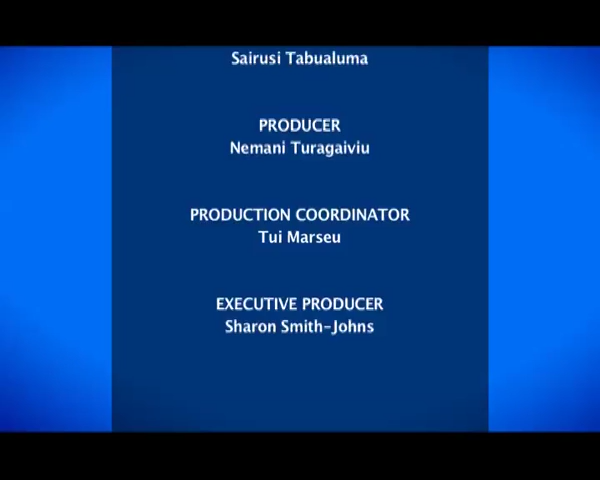 Sairusi Tabualuma
PRODUCER
Nemani Turagaiviu
PRODUCTION COORDINATOR
Tui Marseu
EXECUTIVE PRODUCER
Sharon Smith-Johns